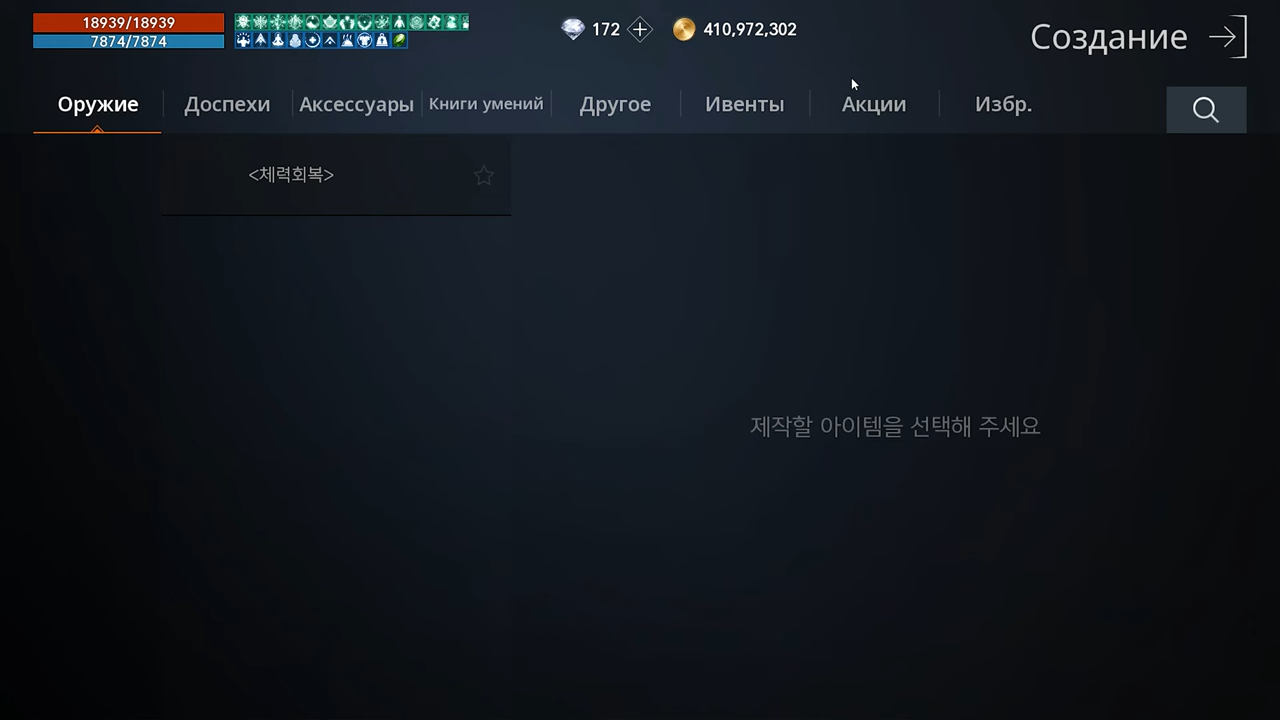 18939/18939
7874/7874
172
410,972,302
Создание
Оружие
Доспехи
Аксессуары
Книги умений
Другое
Ивенты
Акции
Избр.
<체력회복>
제작할 아이템을 선택해 주세요